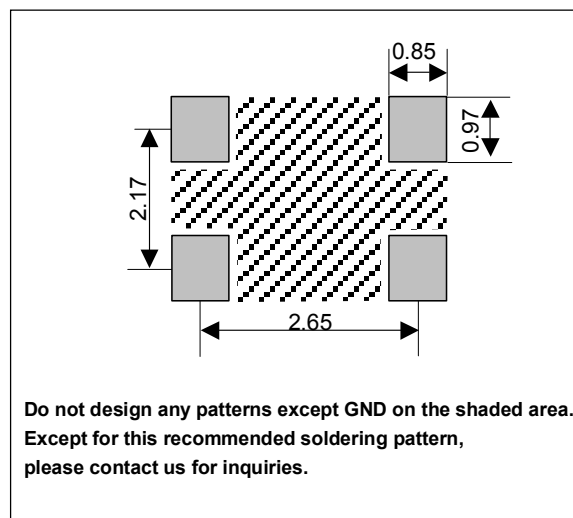 0.85
0.97
2.17
2.65
Do not design any patterns except GND on the shaded area.
Except for this recommended soldering pattern,
please contact us for inquiries.